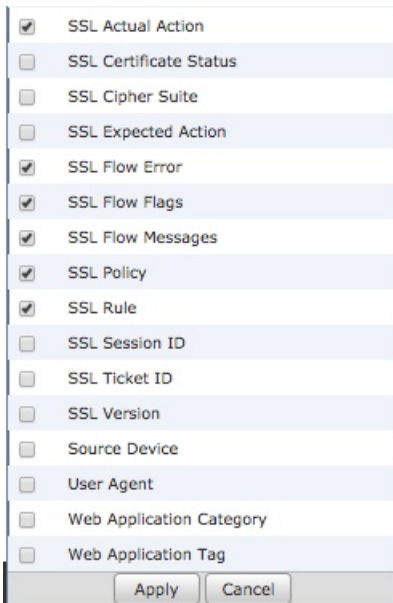 SSL Actual Action
SSL Certificate Status
SSL Cipher Suite
SSL Expected Action
SSL Flow Error
SSL Flow Flags
SSL Flow Messages
SSL Policy
SSL Rule
SSL Session ID
SSL Ticket ID
SSL Version
Source Device
User Agent
Web Application Category
Web Application Tag
Apply Cancel